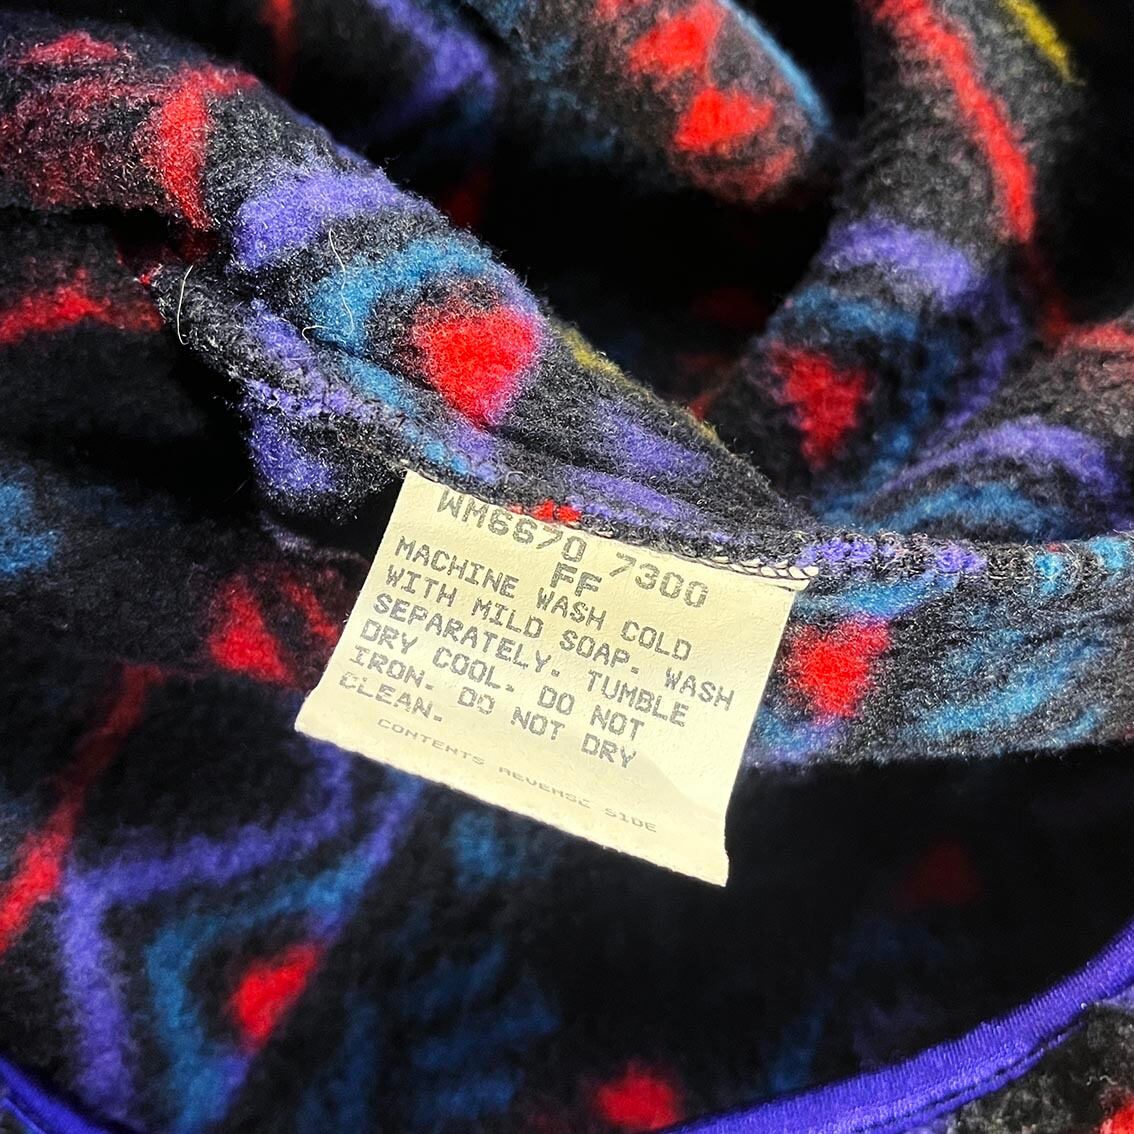 WM6670 7300
FF
MACHINE WASH COLD
WITH MILD SOAP. WASH
SEPARATELY. TUMBLE
DRY COOL. DO NOT
IRON. DO NOT DRY
CLEAN.
CONTENTS REVERSE SIDE